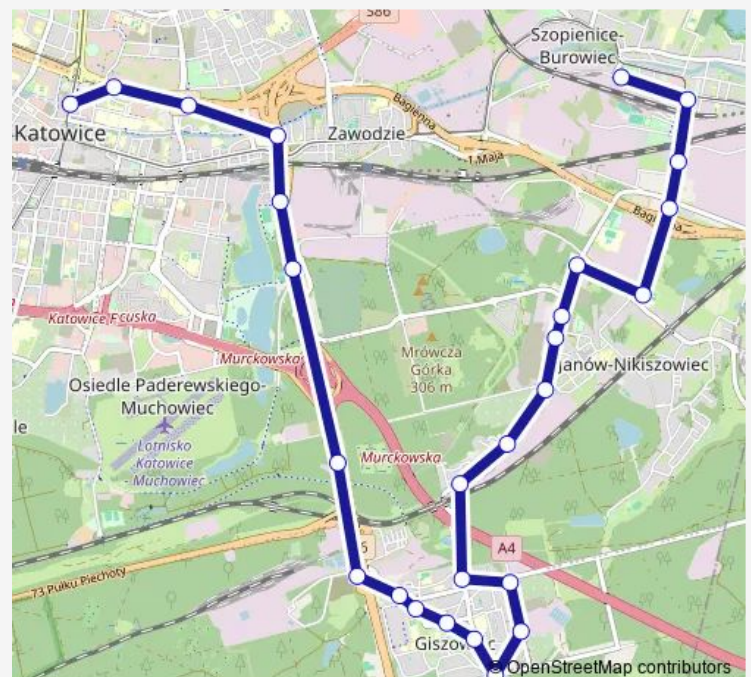 S86
Szopienice-
Burowiec
Bagienna
Katowice
Zawodzie
1 Maja
Bagienna
Katowice F
cuska
Murckowska
Mrówcza
Górka
306 m
Janów-Nikiszowiec
Osiedle Paderewskiego-
Muchowiec
le
Lotnisko
Katowice
Muchowiec
Murckowska
A4
73 Pułku Piechoty
Giszowiec
© OpenStreetMap contributors